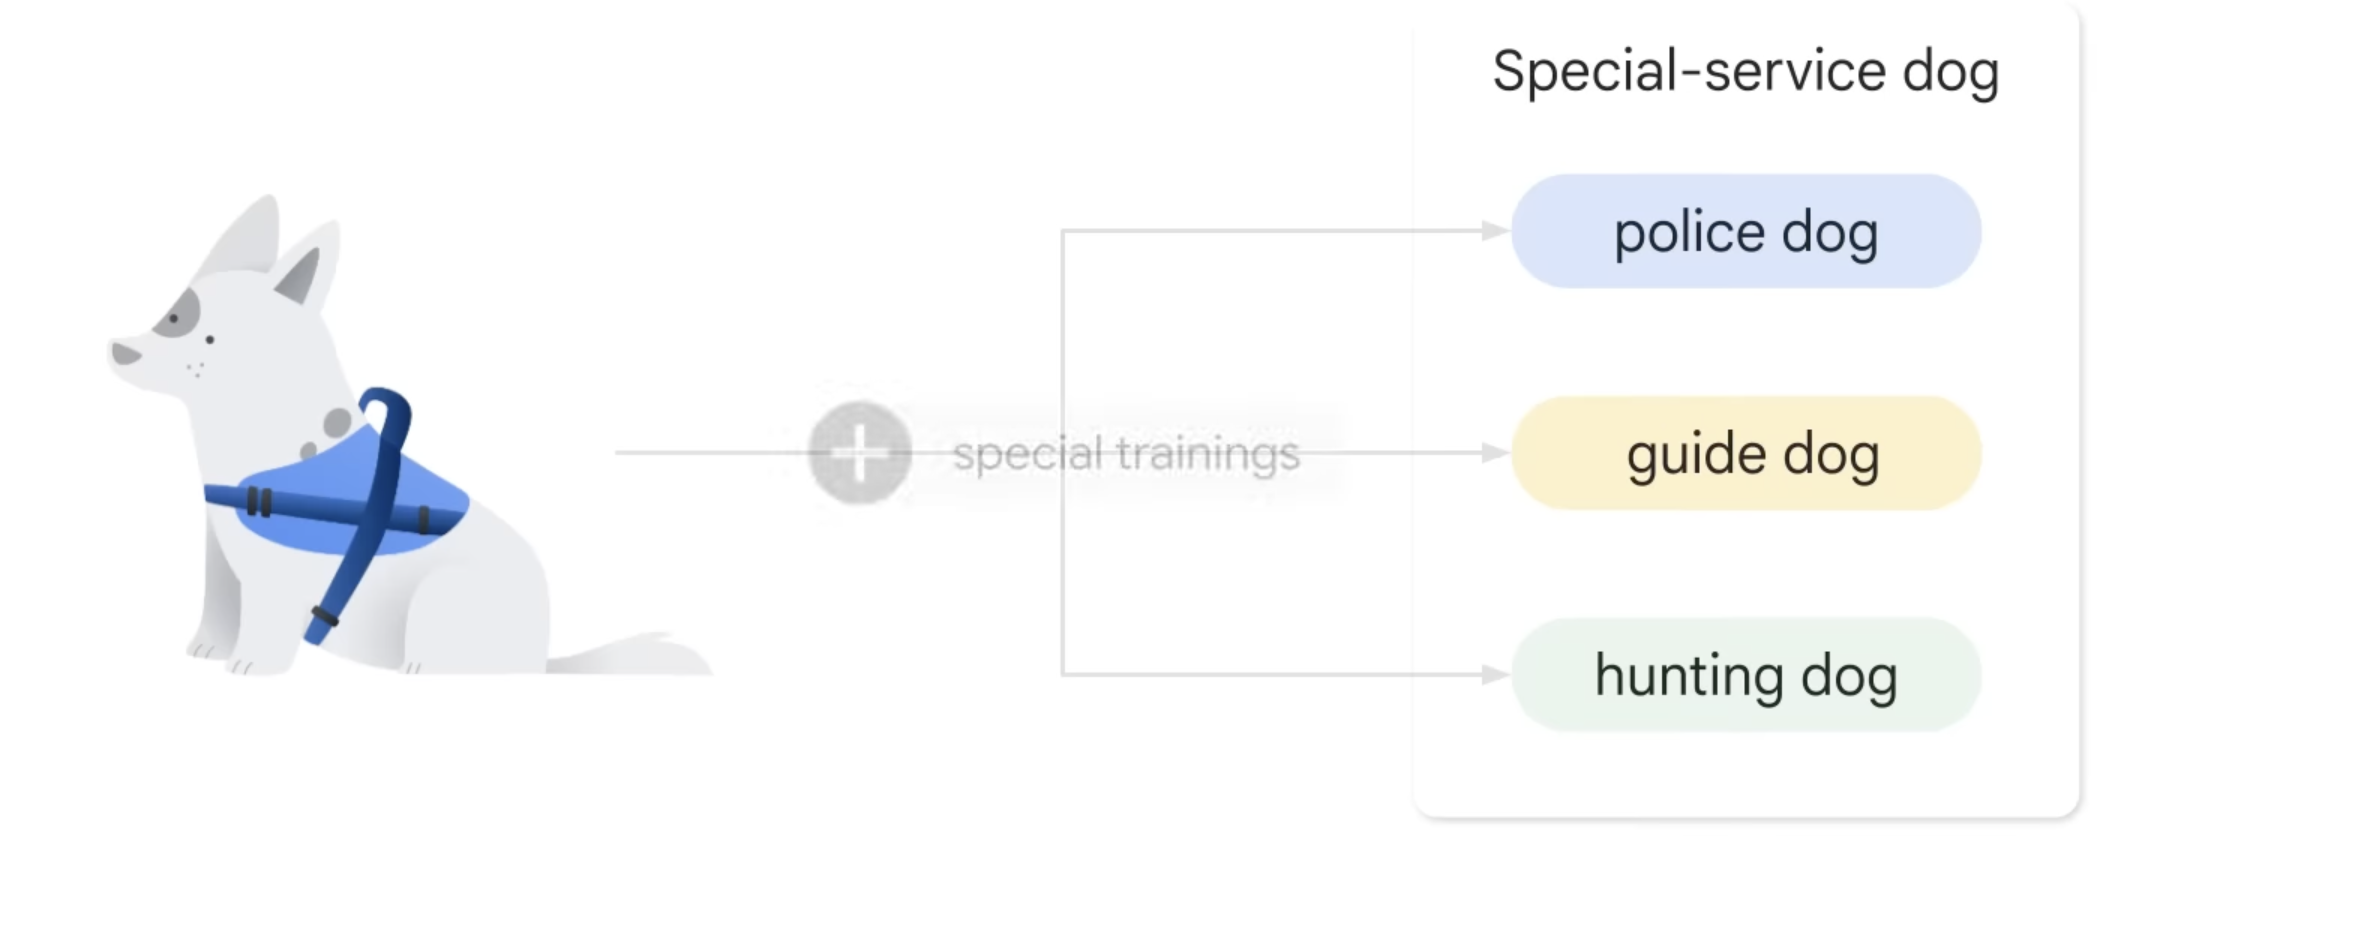 Special-service dog
police dog
special trainings
guide dog
hunting dog